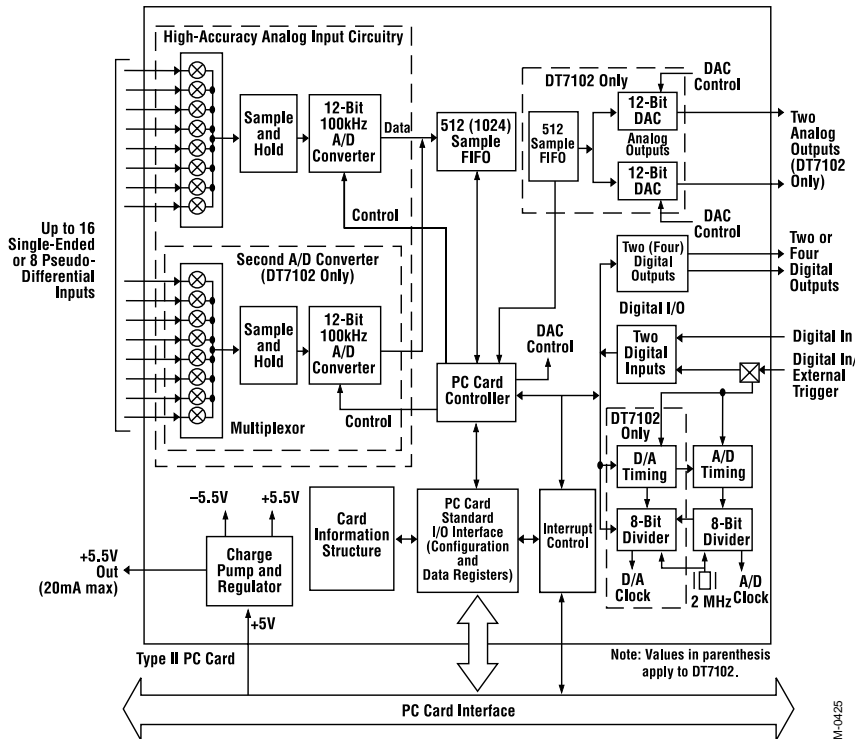 High-Accuracy Analog Input Circuitry
Sample
and
Hold
12-Bit
100kHz
A/D
Converter
Data
512 (1024)
Sample
FIFO
DT7102 Only
512
Sample
FIFO
12-Bit
DAC
Analog
Outputs
12-Bit
DAC
DAC
Control
DAC
Control
Two
Analog
Outputs
(DT7102
Only)
Up to 16
Single-Ended
or 8 Pseudo-
Differential
Inputs
Control
Second A/D Converter
(DT7102 Only)
Sample
and
Hold
12-Bit
100kHz
A/D
Converter
Control
Multiplexor
Two (Four)
Digital
Outputs
Two or
Four
Digital
Outputs
Digital I/O
Two
Digital
Inputs
Digital In
Digital In/
External
Trigger
DAC
Control
PC Card
Controller
DT7102
Only
D/A
Timing
A/D
Timing
8-Bit
Divider
8-Bit
Divider
D/A
Clock
2 MHz
A/D
Clock
–5.5V
+5.5V
Charge
Pump and
Regulator
+5.5V
Out
(20mA max)
+5V
Card
Information
Structure
PC Card
Standard
I/O Interface
(Configuration
and
Data Registers)
Interrupt
Control
Type II PC Card
Note: Values in parenthesis
apply to DT7102.
PC Card Interface
M-0425